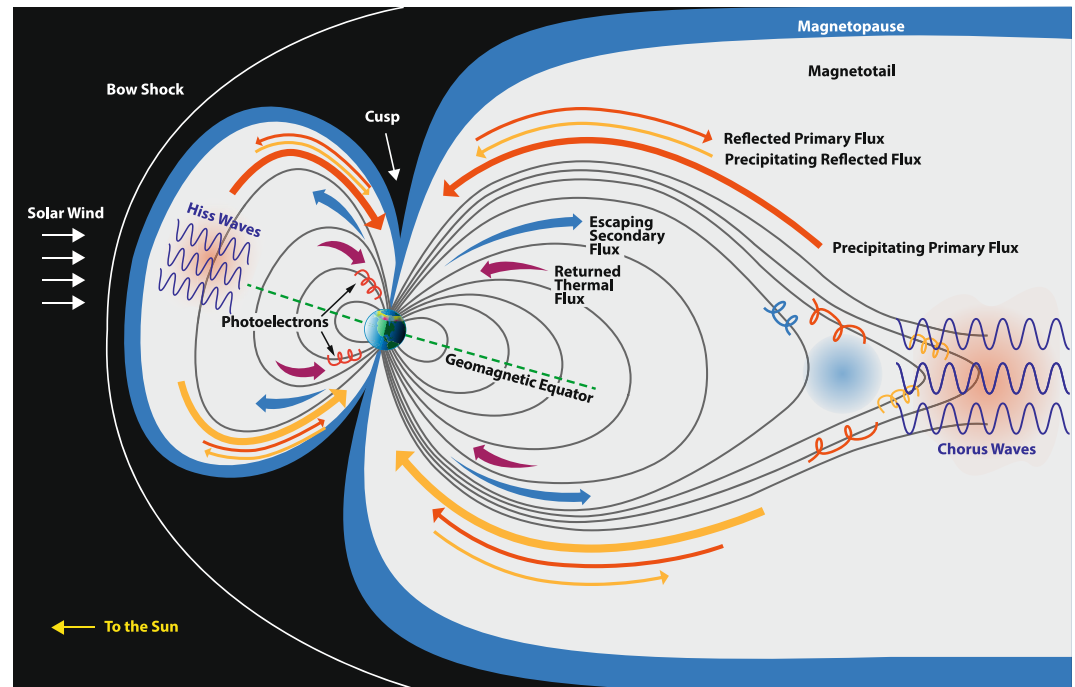 Magnetopause
Magnetotail
Bow Shock
Cusp
Reflected Primary Flux
Precipitating Reflected Flux
Solar Wind
Hiss Waves
Escaping
Secondary
Flux
Precipitating Primary Flux
Returned
Thermal
Flux
Photoelectrons
Geomagnetic Equator
Chorus Waves
To the Sun